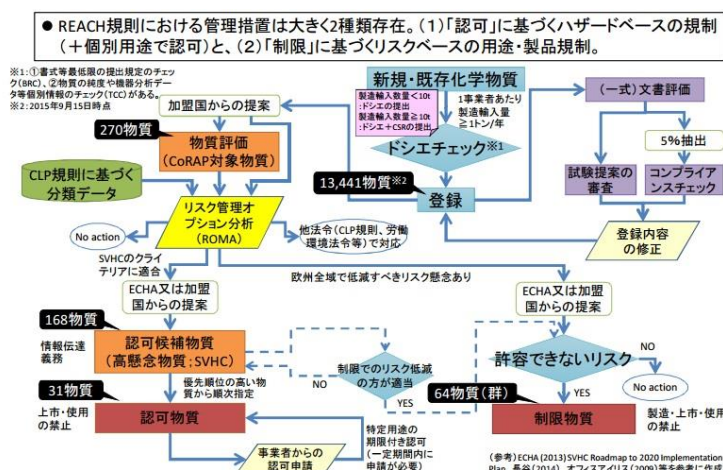 ● REACH規則における管理措置は大きく2種類存在。(1)「認可」に基づくハザードベースの規制
(+個別用途で認可)と、(2)「制限」に基づくリスクベースの用途・製品規制。
※1:①書式等最低限の提出規定のチェッ
ク(BRC)、②物質の純度や機器分析デー
タ等個別情報のチェック(TCC)がある。
※2:2015年9月15日時点
加盟国からの提案
270物質
物質評価
(CoRAP対象物質)
CLP規則に基づく
分類データ
新規・既存化学物質
製造輸入数量<10t
:ドシエの提出
製造輸入数量≧10t
:ドシエ+CSRの提出
1事業者あたり
製造輸入量
≧1トン/年
ドシエチェック※1
13,441物質※2
登録
(一式)文書評価
5%抽出
試験提案の
審査
コンプライ
アンスチェック
登録内容
の修正
リスク管理オ
プション分析
(ROMA)
No action
他法令(CLP規則、労働
環境法令等)で対応
SVHCのクライ
テリアに適合
欧州全域で低減すべきリスク懸念あり
ECHA又は加盟
国からの提案
ECHA又は加盟
国からの提案
168物質
情報伝達
義務
認可候補物質
(高懸念物質;SVHC)
制限でのリスク低減
の方が適当
NO
YES
許容できないリスク
NO
YES
No action
31物質
優先順位の高い物
質から順次指定
上市・使用
の禁止
認可物質
64物質(群)
制限物質
製造・上市・使用
の禁止
特定用途の
期限付き認可
(一定期間内に
申請が必要)
事業者からの
認可申請
(参考)ECHA (2013) SVHC Roadmap to 2020 Implementation
Plan、長谷(2014)、オフィスアイリス(2009)等を参考に作成